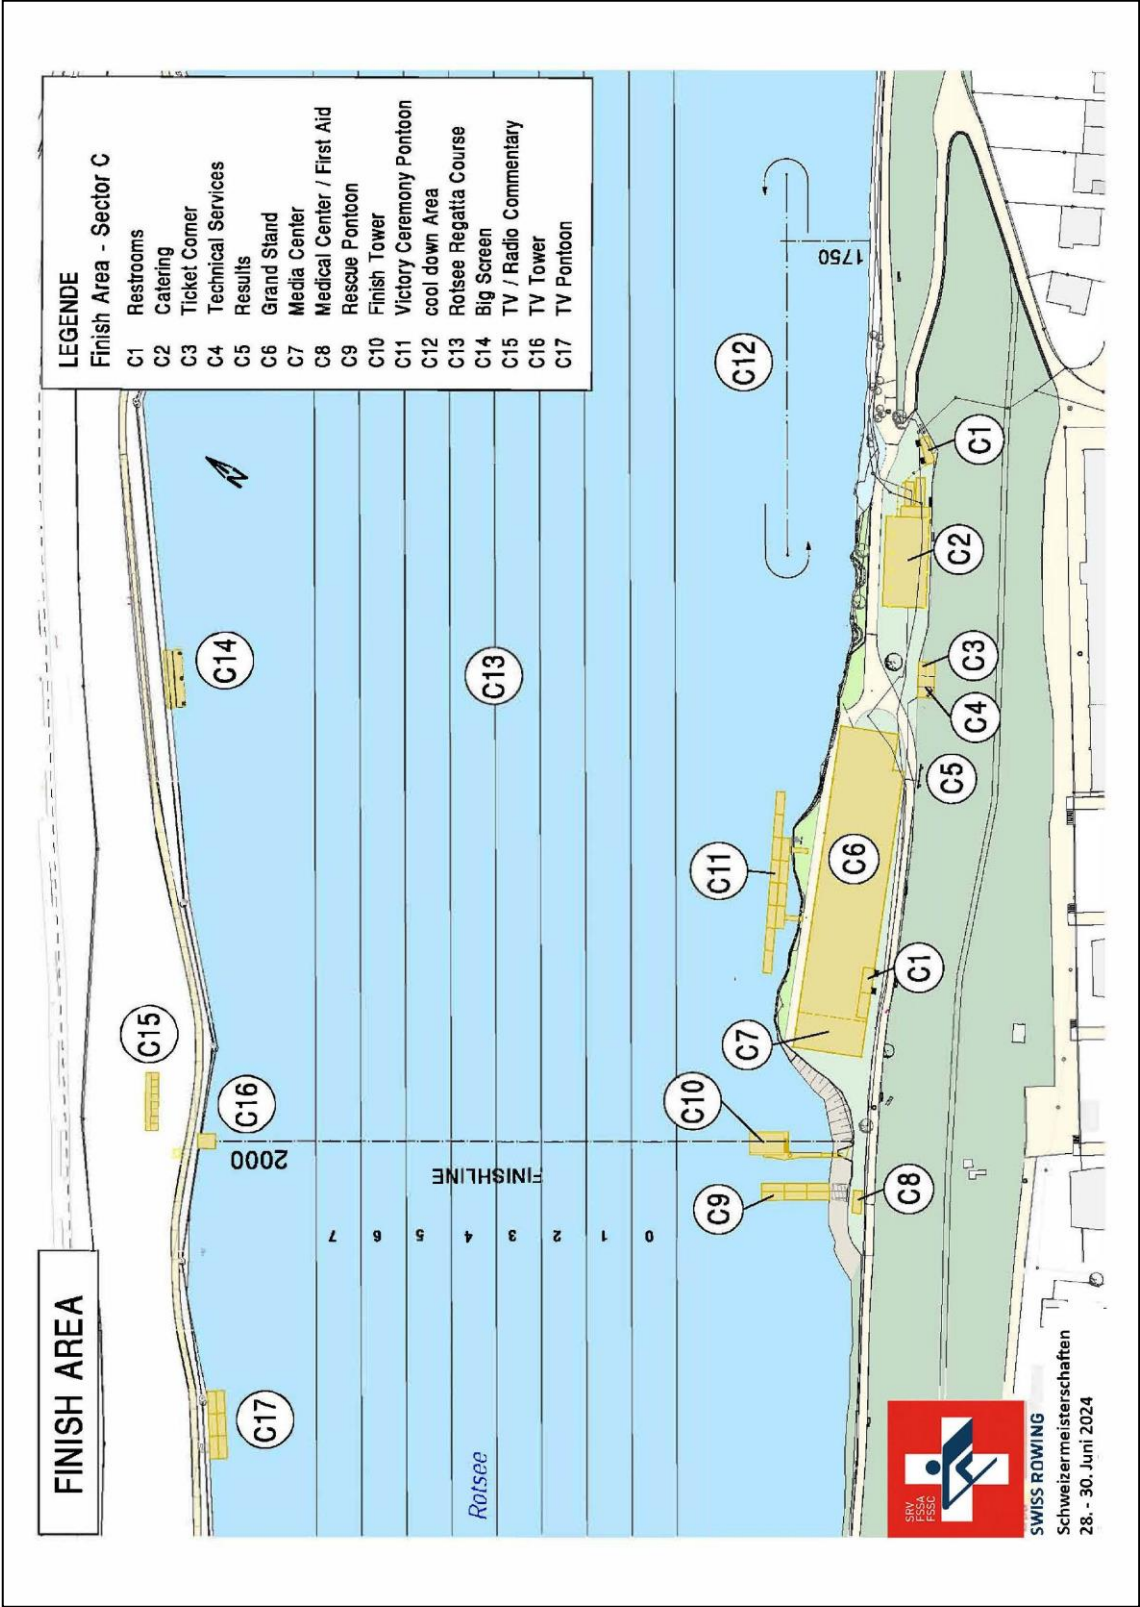 FINISH AREA
LEGENDE
Finish Area - Sector C
C1 Restrooms
C2 Catering
C3 Ticket Corner
C4 Technical Services
C5 Results
C6 Grand Stand
C7 Media Center
C8 Medical Center / First Aid
C9 Rescue Pontoon
C10 Finish Tower
C11 Victory Ceremony Pontoon
C12 cool down Area
C13 Rotsee Regatta Course
C14 Big Screen
C15 TV / Radio Commentary
C16 TV Tower
C17 TV Pontoon
C15
C14
C16
C17
N
2000
FINISHLINE
7
6
5
4
3
2
1
0
Rotsee
C13
C12
1750
C11
C10
C9
C7
C6
C1
C8
C5
C4
C3
C2
C1
SRV
FSSA
FSSC
SWISS ROWING
Schweizermeisterschaften
28. - 30. Juni 2024